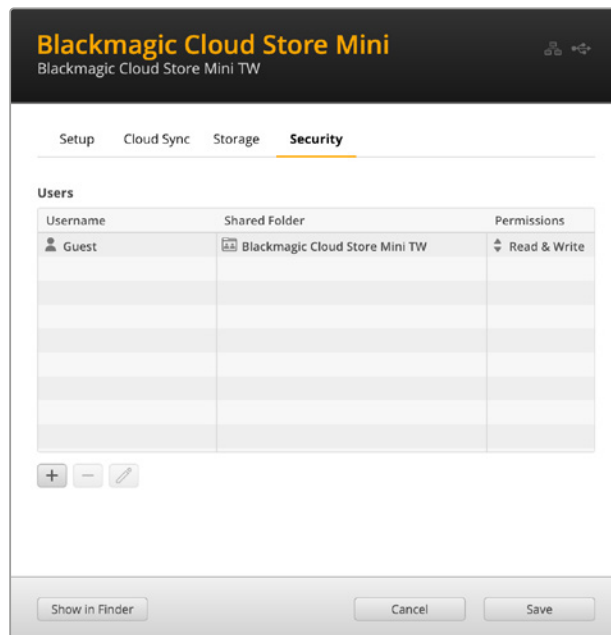 Blackmagic Cloud Store Mini
Blackmagic Cloud Store Mini TW
Setup Cloud Sync Storage Security
Users
Username Shared Folder Permissions
Guest Blackmagic Cloud Store Mini TW Read & Write
Show in Finder Cancel Save